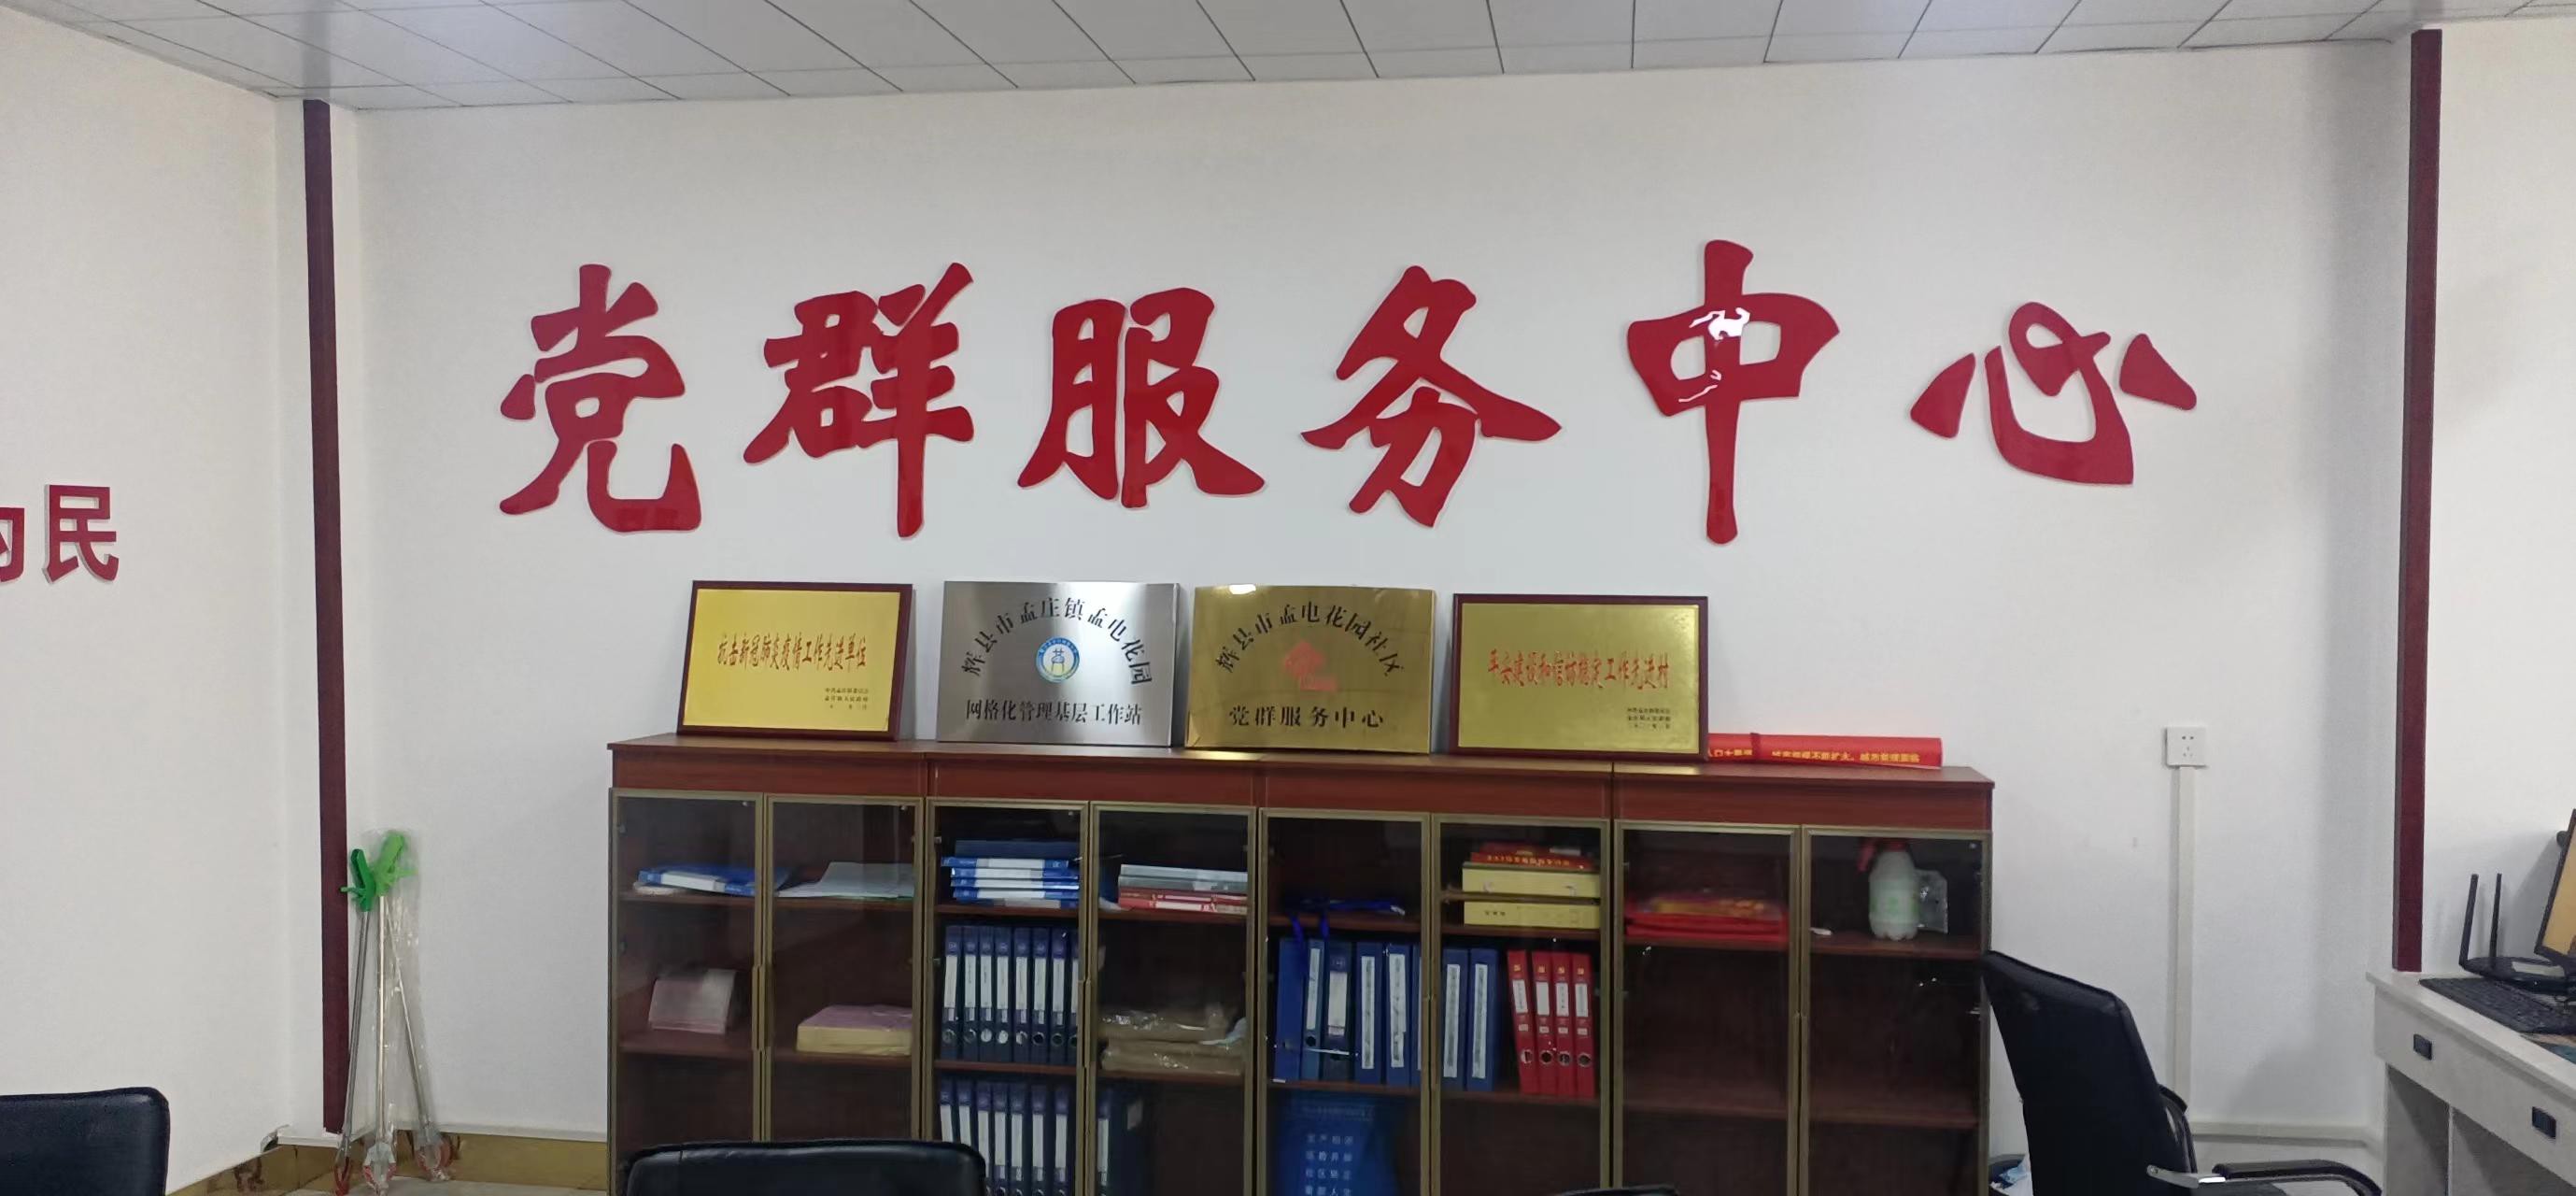 党群服务中心
为民
抗击新冠肺炎疫情工作先进单位
辉县市孟庄镇孟电花园
网格化管理基层工作站
辉县市孟电花园社区
党群服务中心
平安建设和信访稳定工作先进村